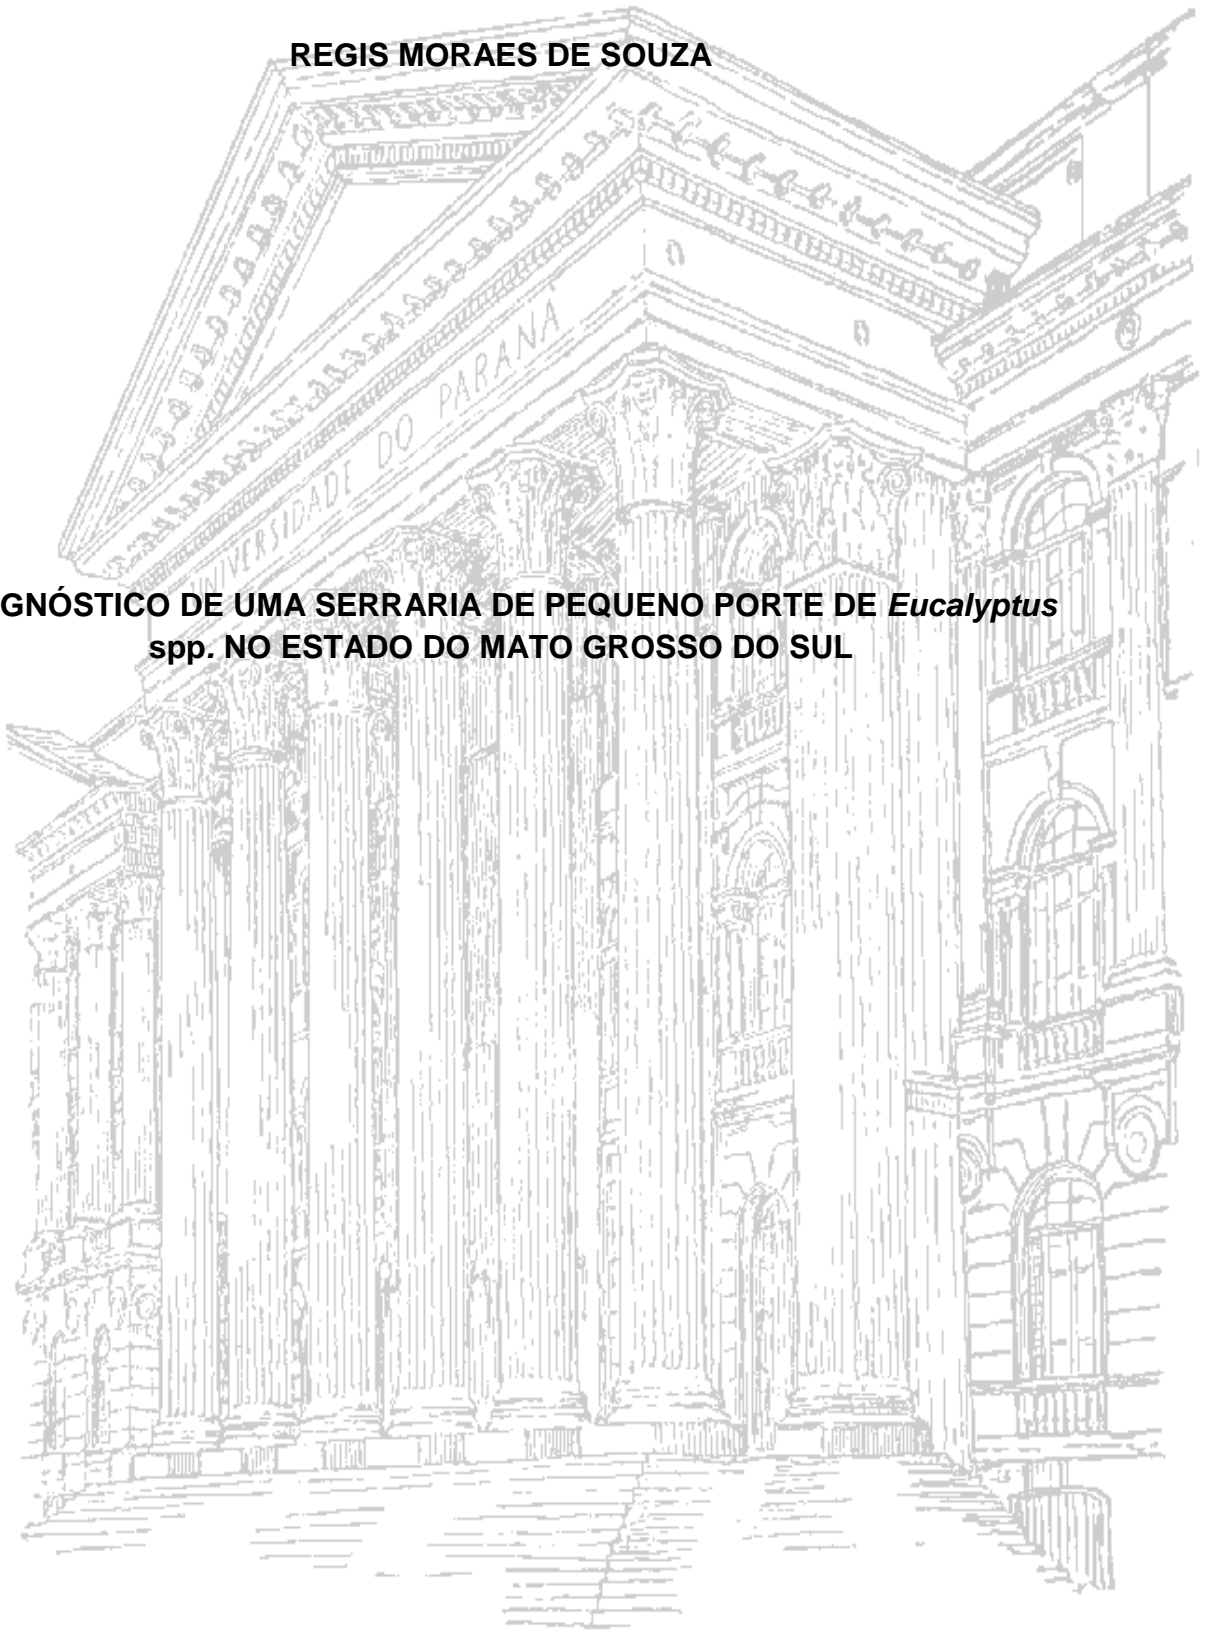 REGIS MORAES DE SOUZA
UNIVERSIDADE DO PARANÁ
GNÓSTICO DE UMA SERRARIA DE PEQUENO PORTE DE Eucalyptus
spp. NO ESTADO DO MATO GROSSO DO SUL